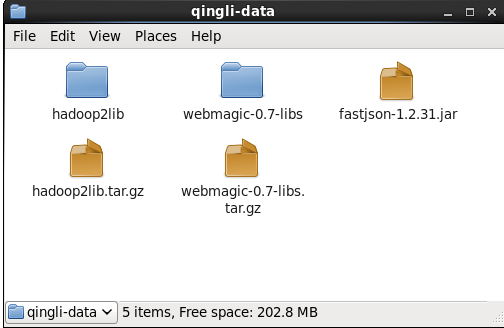 qingli-data
File Edit View Places Help
hadoop2lib
webmagic-0.7-libs
fastjson-1.2.31.jar
hadoop2lib.tar.gz
webmagic-0.7-libs.
tar.gz
qingli-data
5 items, Free space: 202.8 MB